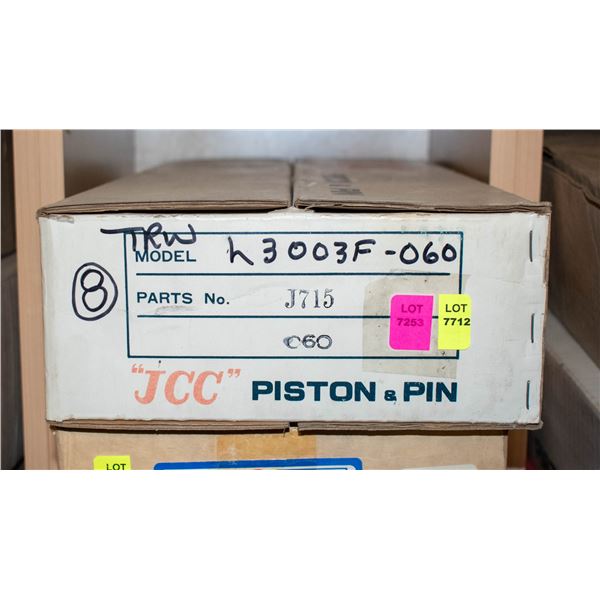 TRW
MODEL L3003F-060
8
PARTS No. J715
LOT 7253
LOT 7712
060
"JCC" PISTON & PIN
LOT